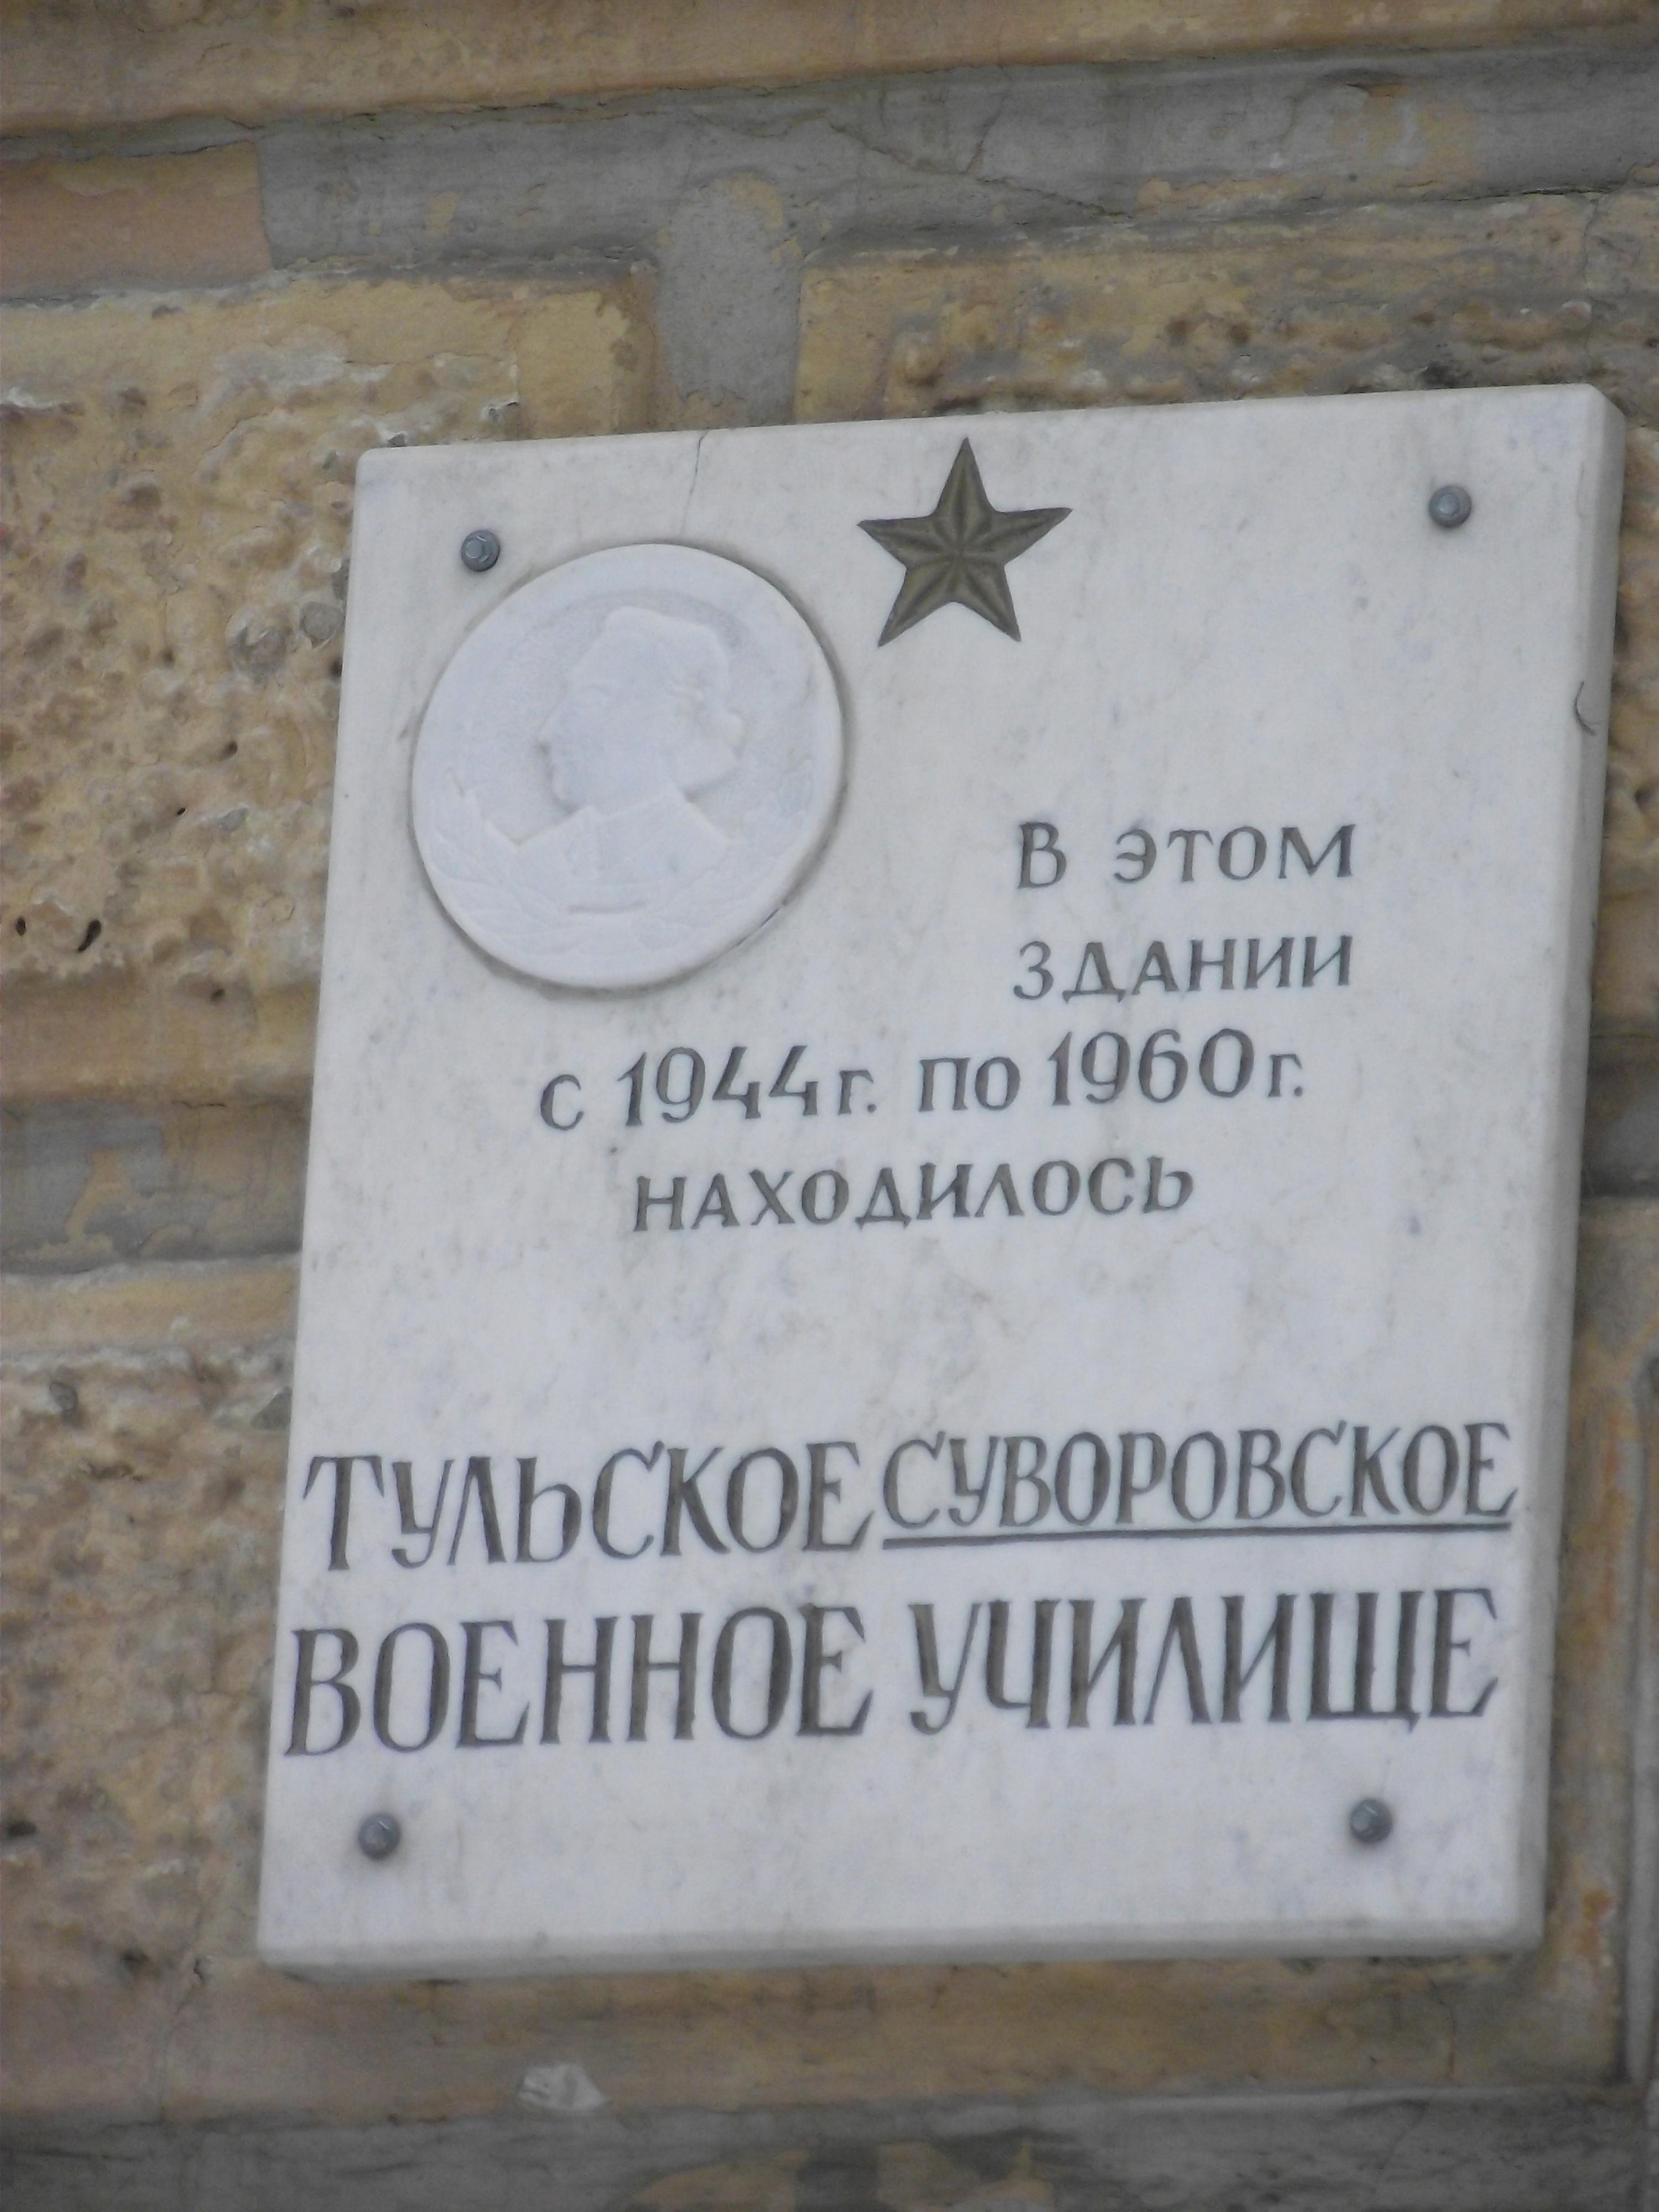 В ЭТОМ
ЗДАНИИ
С 1944г. ПО 1960г.
НАХОДИЛОСЬ
ТУЛЬСКОЕ СУВОРОВСКОЕ
ВОЕННОЕ УЧИЛИЩЕ